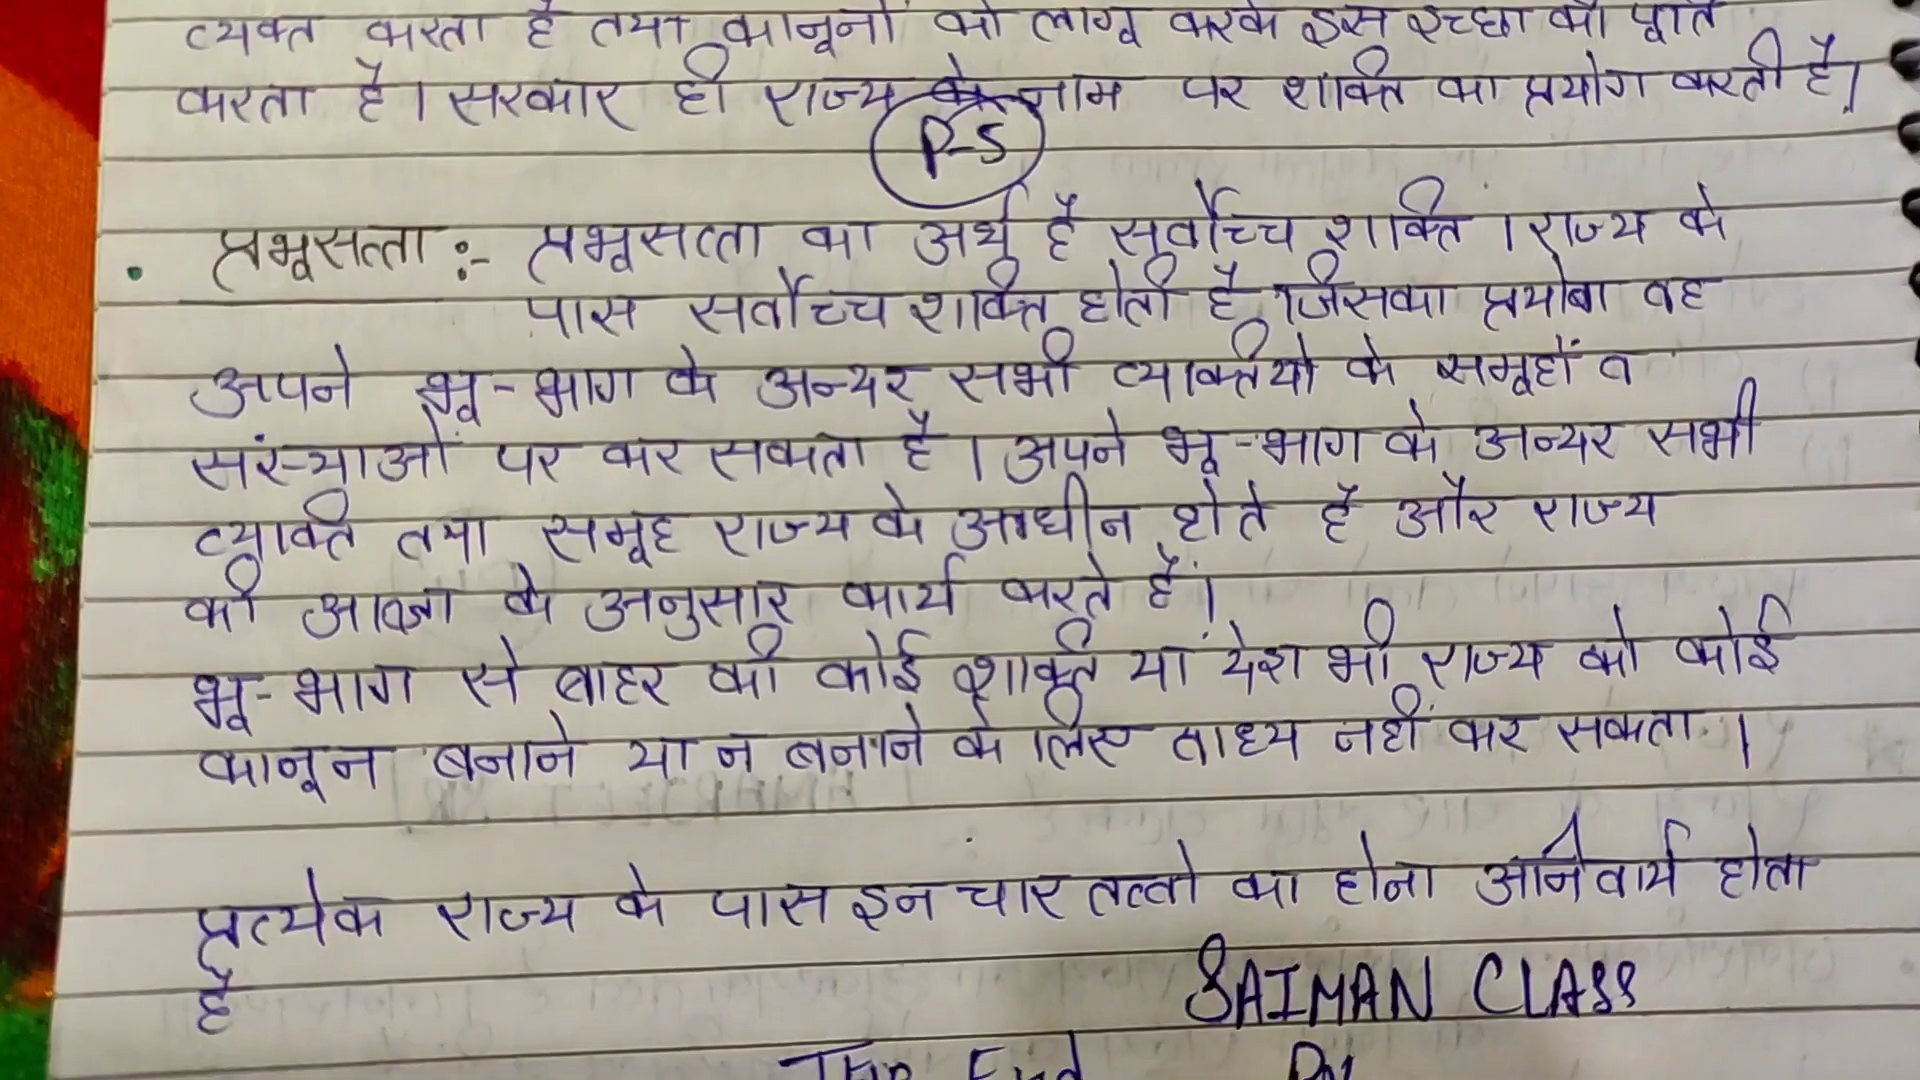 व्यक्त करता है तथा कानूनों को लागू करके इस इच्छा की पूर्ति
करता है। सरकार ही राज्य के नाम पर शक्ति का प्रयोग करती है।
P-5
प्रभूसत्ता :- प्रभूसत्ता का अर्थ है सर्वोच्च शक्ति । राज्य के
पास सर्वोच्च शक्ति होती है जिसका प्रयोग वह
अपने भू-भाग के अन्दर सभी व्यक्तियों के समूहों व
संस्थाओं पर कर सकता है । अपने भू-भाग के अन्दर सभी
व्यक्ति तथा समूह राज्य के आधीन होते है और राज्य
की आज्ञा के अनुसार कार्य करते हैं।
भू-भाग से बाहर की कोई शक्ति या देश भी राज्य को कोई
कानून बनाने या न बनाने के लिए बाध्य नहीं कर सकता ।
प्रत्येक राज्य के पास इन चार तत्वो का होना अनिवार्य होता
है
SAIMAN CLASS
The End